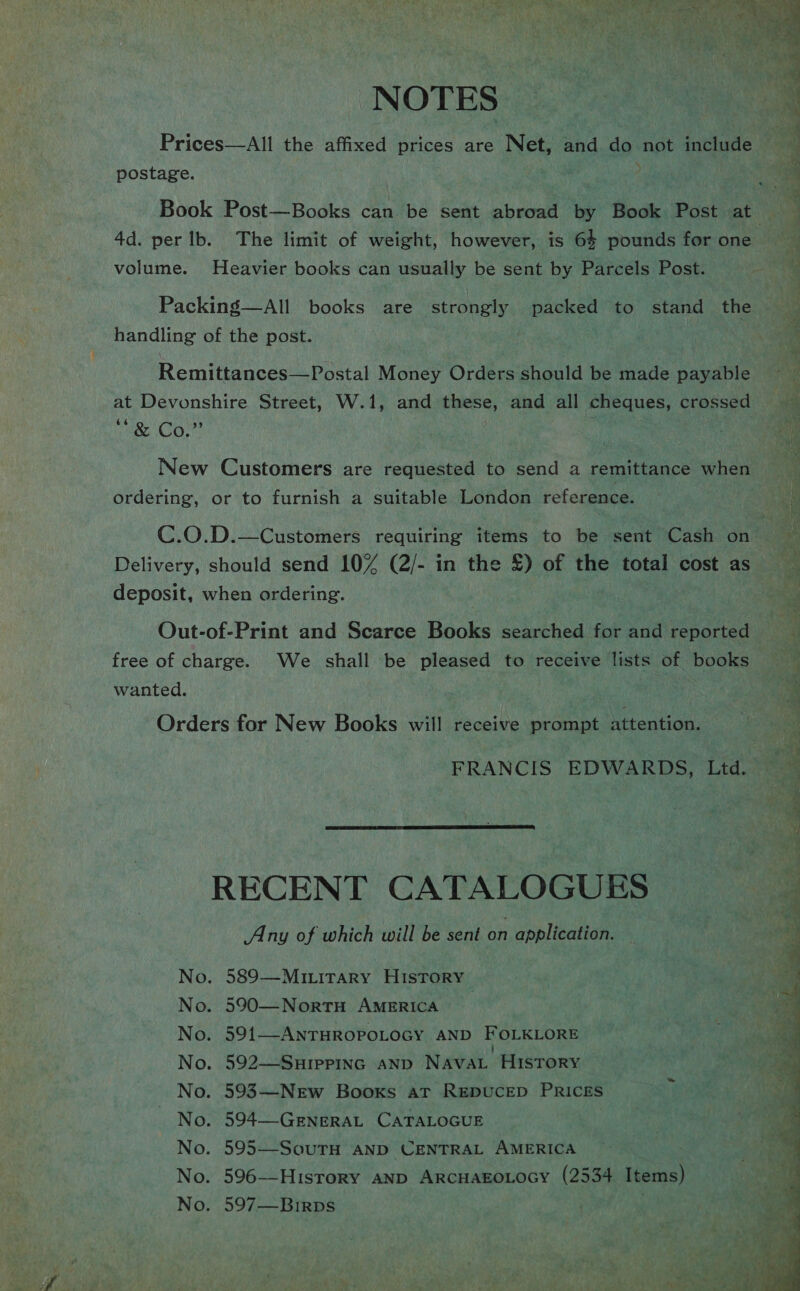 NOTES
Prices—All the affixed prices are Net, and do not include
postage.
Book Post—Books can be sent abroad by Book Post at
4d. per lb. The limit of weight, however, is 6½ pounds for one
volume. Heavier books can usually be sent by Parcels Post.
Packing—All books are strongly packed to stand the
handling of the post.
Remittances—Postal Money Orders should be made payable
at Devonshire Street, W.1, and these, and all cheques, crossed
“& Co.”
New Customers are requested to send a remittance when
ordering, or to furnish a suitable London reference.
C.O.D.—Customers requiring items to be sent Cash on
Delivery, should send 10% (2/- in the £) of the total cost as
deposit, when ordering.
Out-of-Print and Scarce Books searched for and reported
free of charge. We shall be pleased to receive lists of books
wanted.
Orders for New Books will receive prompt attention.
FRANCIS EDWARDS, Ltd.
RECENT CATALOGUES
Any of which will be sent on application.
No. 589—MILITARY HISTORY
No. 590—NORTH AMERICA
No. 591—ANTHROPOLOGY AND FOLKLORE
No. 592—SHIPPING AND NAVAL HISTORY
No. 593—NEW BOOKS AT REDUCED PRICES
No. 594—GENERAL CATALOGUE
No. 595—SOUTH AND CENTRAL AMERICA
No. 596—HISTORY AND ARCHAEOLOGY (2534 Items)
No. 597—BIRDS